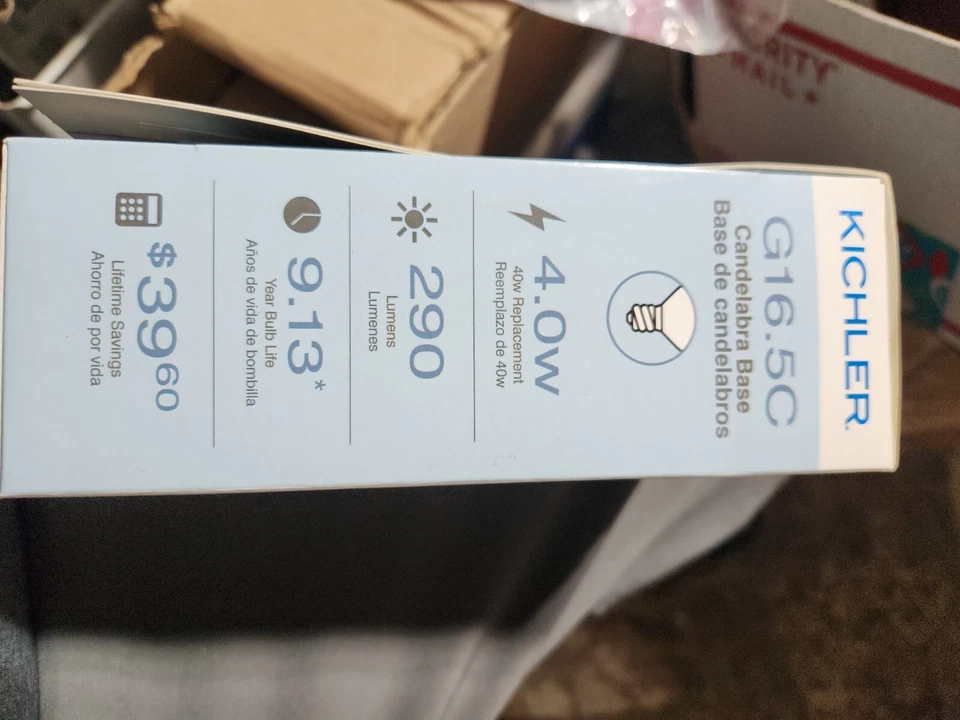 KICHLER
G16.5C
Candelabra Base
Base de candelabros
4.0W
40w Replacement
Reemplazo de 40w
290
Lumens
Lumenes
9.13*
Year Bulb Life
Años de vida de bombilla
$3960
Lifetime Savings
Ahorro de por vida
MAIL